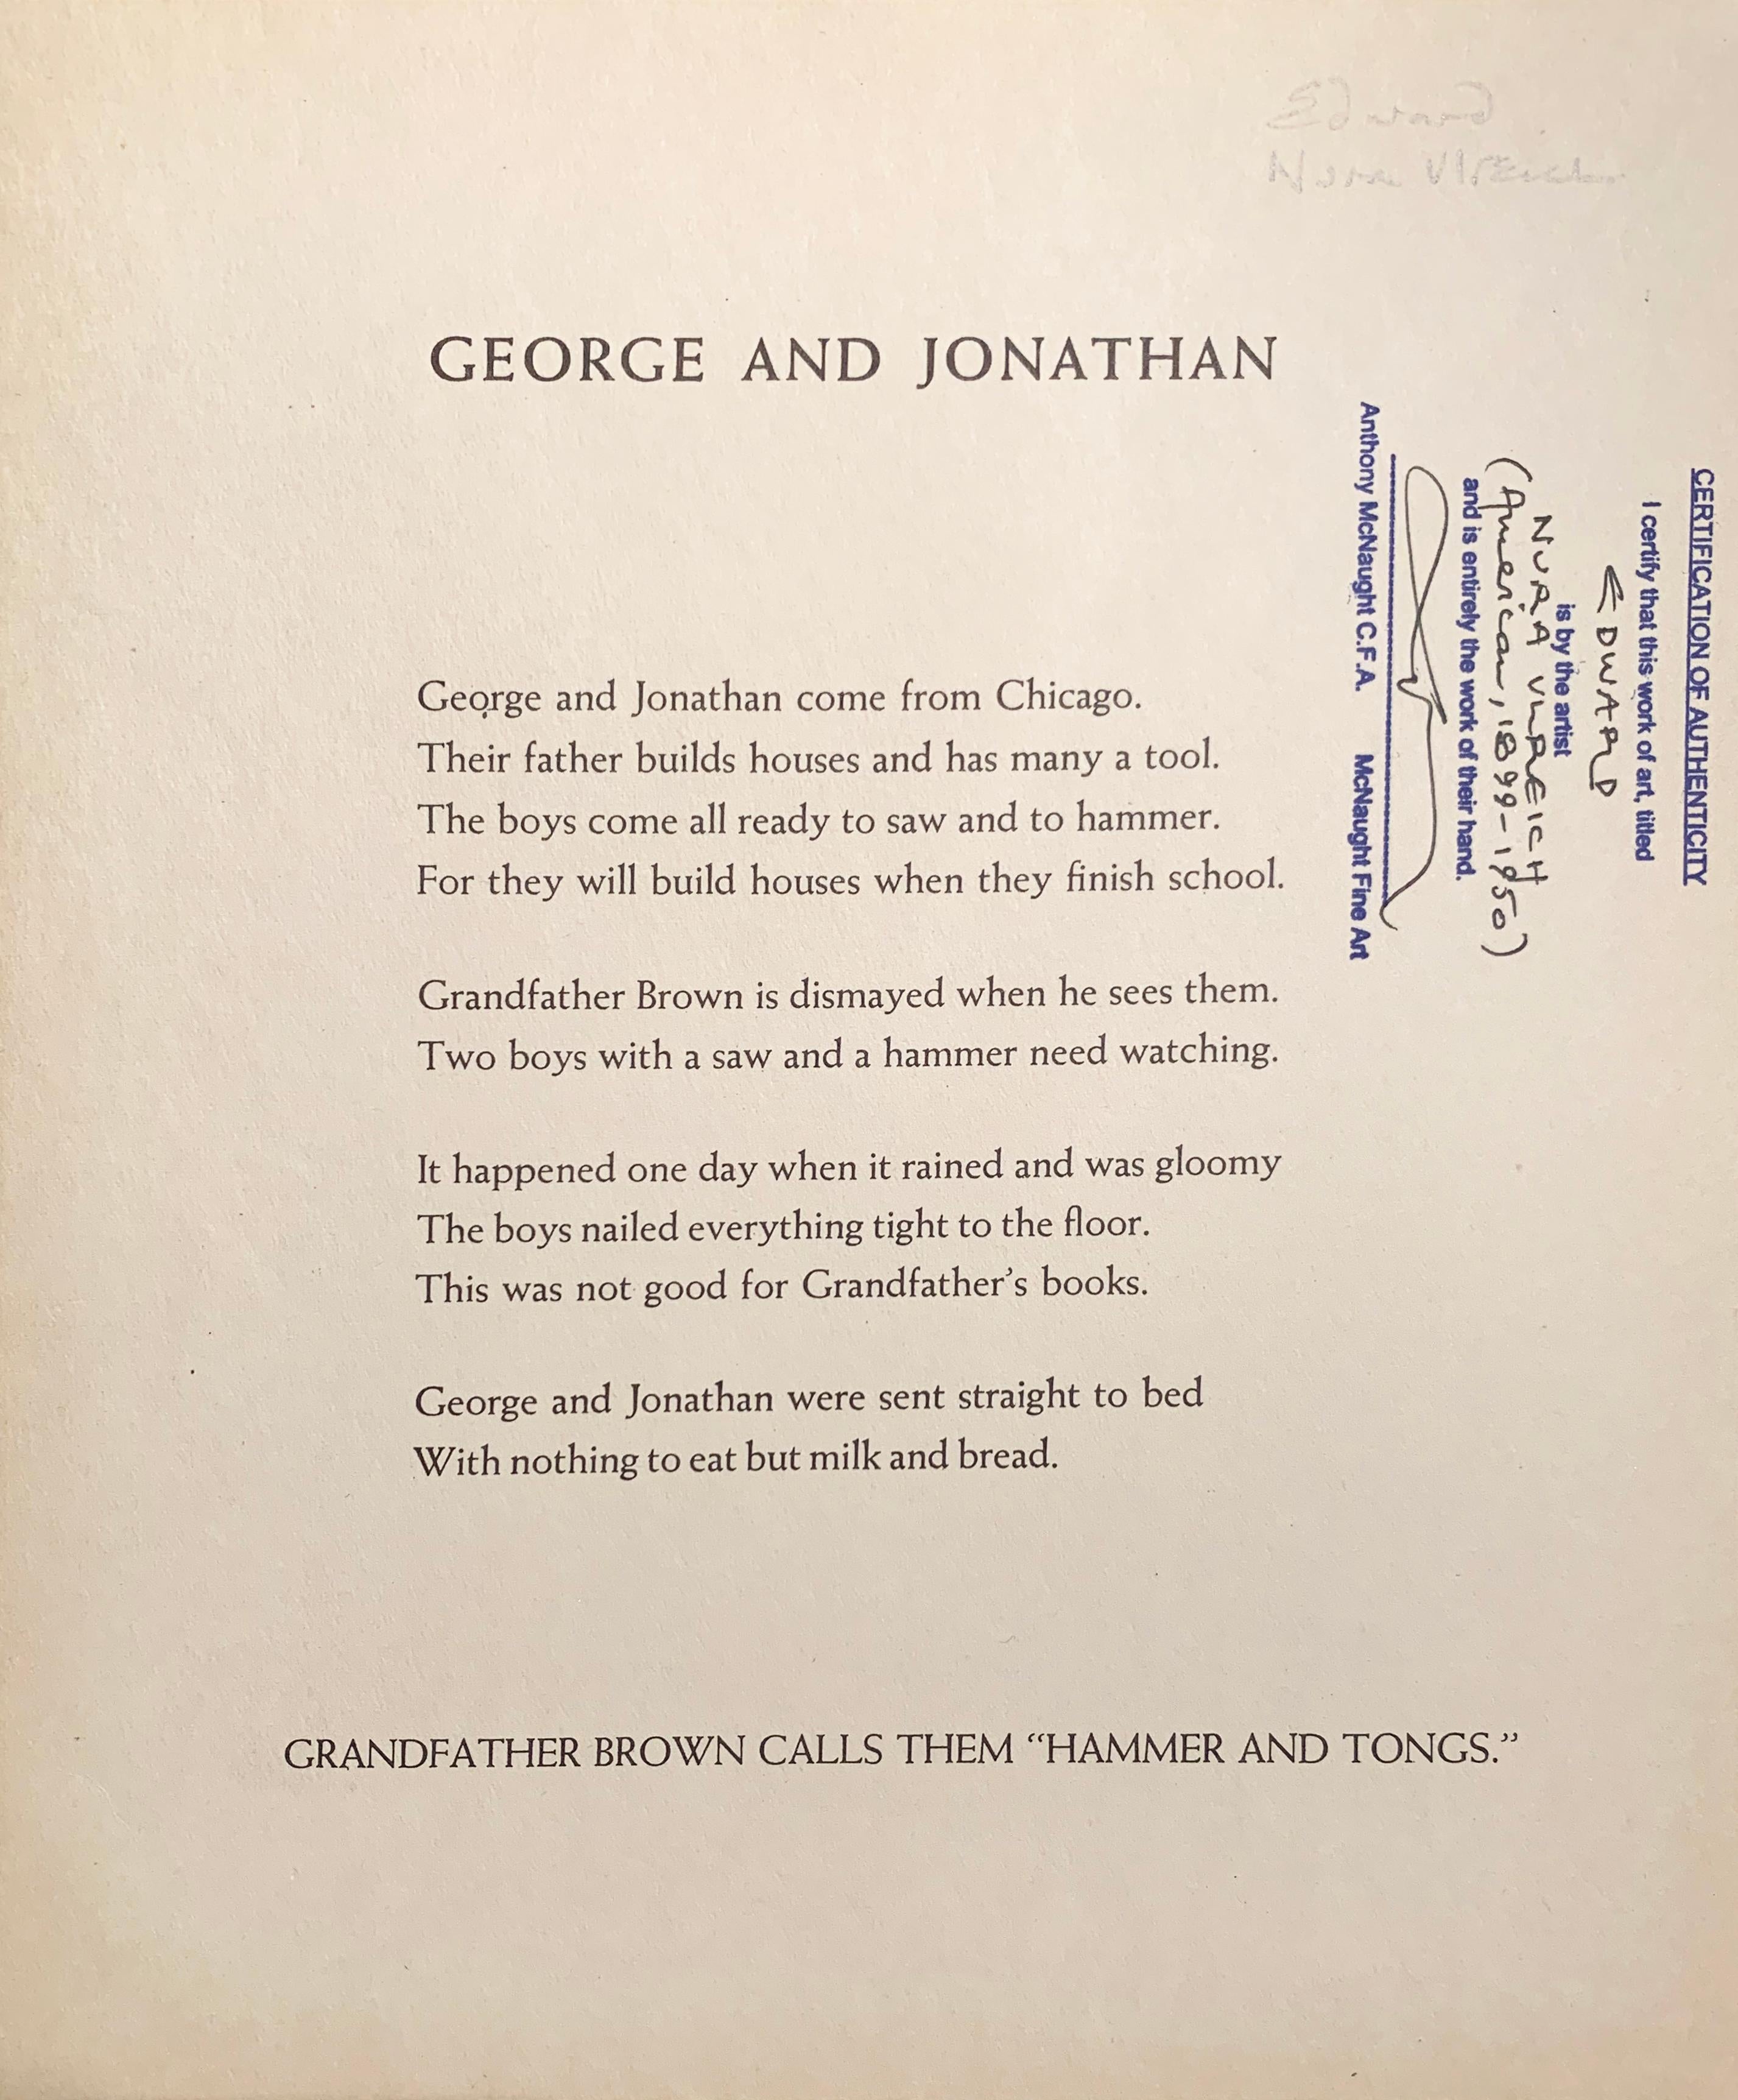 Edward
GEORGE AND JONATHAN
George and Jonathan come from Chicago.
Their father builds houses and has many a tool.
The boys come all ready to saw and to hammer.
For they will build houses when they finish school.
Grandfather Brown is dismayed when he sees them.
Two boys with a saw and a hammer need watching.
It happened one day when it rained and was gloomy
The boys nailed everything tight to the floor.
This was not good for Grandfather’s books.
George and Jonathan were sent straight to bed
With nothing to eat but milk and bread.
GRANDFATHER BROWN CALLS THEM “HAMMER AND TONGS.”
CERTIFICATION OF AUTHENTICITY
I certify that this work of art, titled
EDWARD
is by the artist
NURA ULREICH
(American, 1899-1950)
and is entirely the work of their hand.
Anthony McNaught C.F.A. McNaught Fine Art